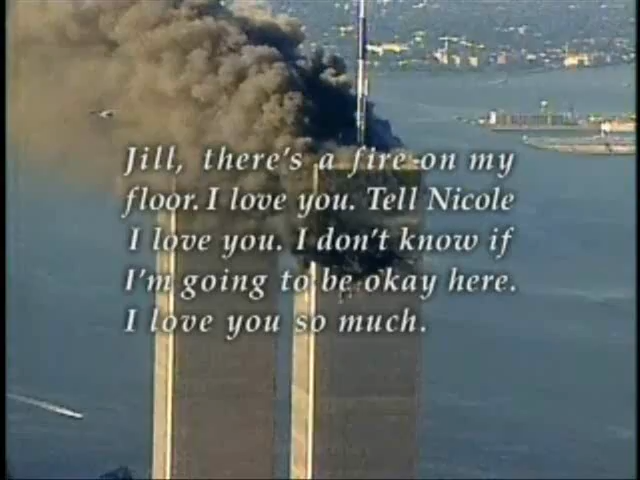 Jill, there's a fire on my
floor. I love you. Tell Nicole
I love you. I don't know if
I'm going to be okay here.
I love you so much.